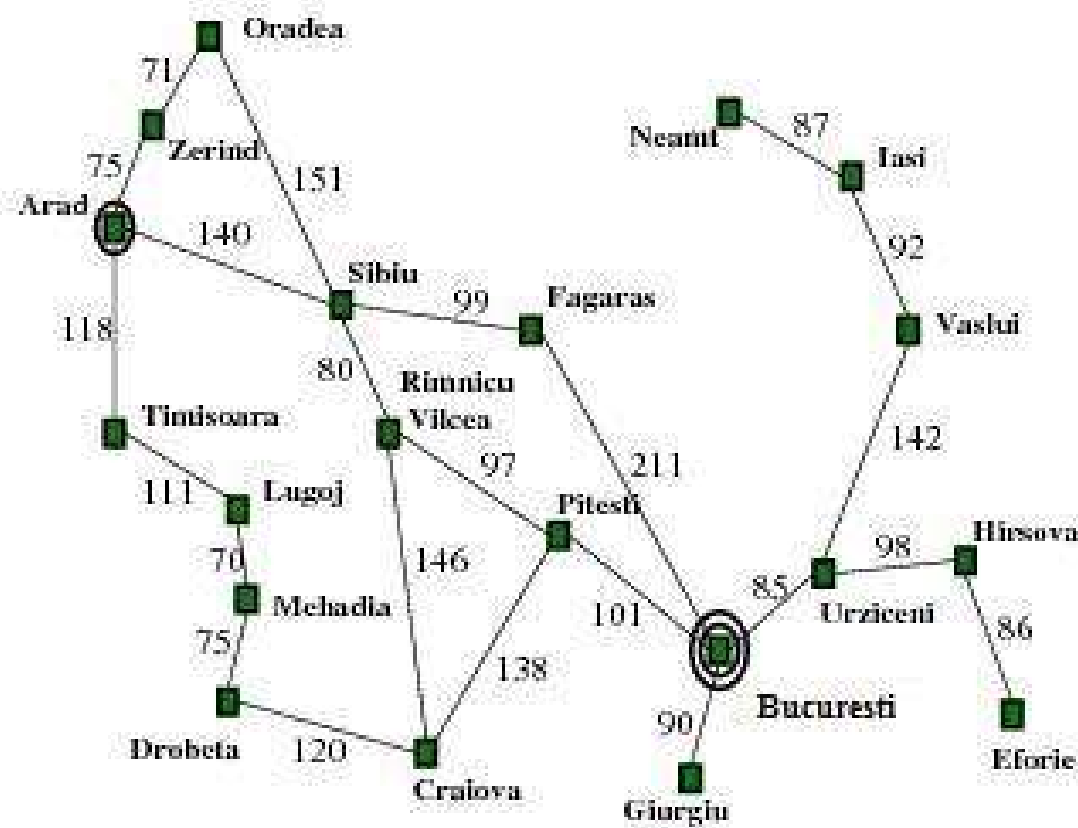 Oradea
71
Neamt
87
Zerind
Iasi
75
151
Arad
140
92
Sibiu
99
Fagaras
Vaslui
118
80
Rimnicu
Vilcea
Timisoara
142
97
211
111
Lugoj
Pitesti
Hirsova
98
70
146
85
Mehadia
Urziceni
101
86
75
138
Bucuresti
90
Drobeta
120
Eforie
Craiova
Giurgiu